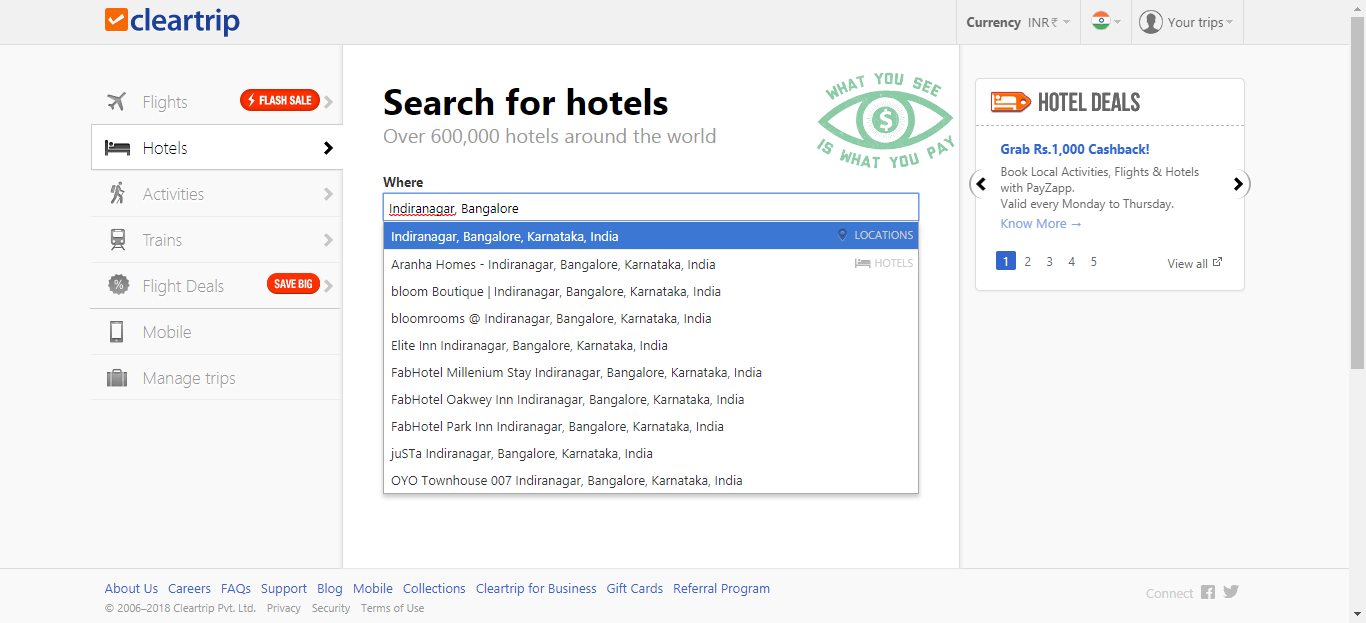 cleartrip
Currency INR₹
Your trips
Flights
FLASH SALE
Hotels
Activities
Trains
Flight Deals
SAVE BIG
Mobile
Manage trips
Search for hotels
Over 600,000 hotels around the world
WHAT YOU SEE
$
IS WHAT YOU PAY
Where
Indiranagar, Bangalore
Indiranagar, Bangalore, Karnataka, India LOCATIONS
Aranha Homes - Indiranagar, Bangalore, Karnataka, India HOTELS
bloom Boutique | Indiranagar, Bangalore, Karnataka, India
bloomrooms @ Indiranagar, Bangalore, Karnataka, India
Elite Inn Indiranagar, Bangalore, Karnataka, India
FabHotel Millenium Stay Indiranagar, Bangalore, Karnataka, India
FabHotel Oakwey Inn Indiranagar, Bangalore, Karnataka, India
FabHotel Park Inn Indiranagar, Bangalore, Karnataka, India
juSTa Indiranagar, Bangalore, Karnataka, India
OYO Townhouse 007 Indiranagar, Bangalore, Karnataka, India
HOTEL DEALS
Grab Rs.1,000 Cashback!
Book Local Activities, Flights & Hotels
with PayZapp.
Valid every Monday to Thursday.
Know More →
1 2 3 4 5 View all
About Us Careers FAQs Support Blog Mobile Collections Cleartrip for Business Gift Cards Referral Program
© 2006–2018 Cleartrip Pvt. Ltd. Privacy Security Terms of Use
Connect